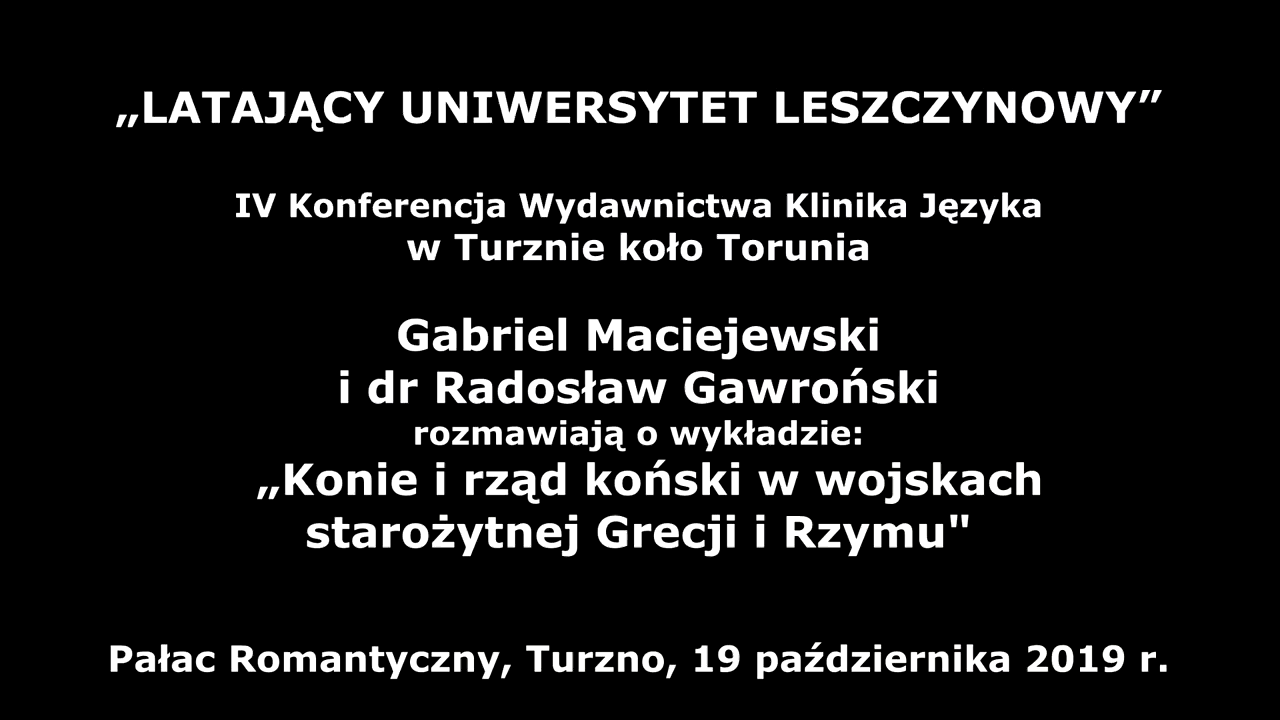 „LATAJĄCY UNIWERSYTET LESZCZYNOWY”
IV Konferencja Wydawnictwa Klinika Języka
w Turznie koło Torunia
Gabriel Maciejewski
i dr Radosław Gawroński
rozmawiają o wykładzie:
„Konie i rząd koński w wojskach
starożytnej Grecji i Rzymu"
Pałac Romantyczny, Turzno, 19 października 2019 r.